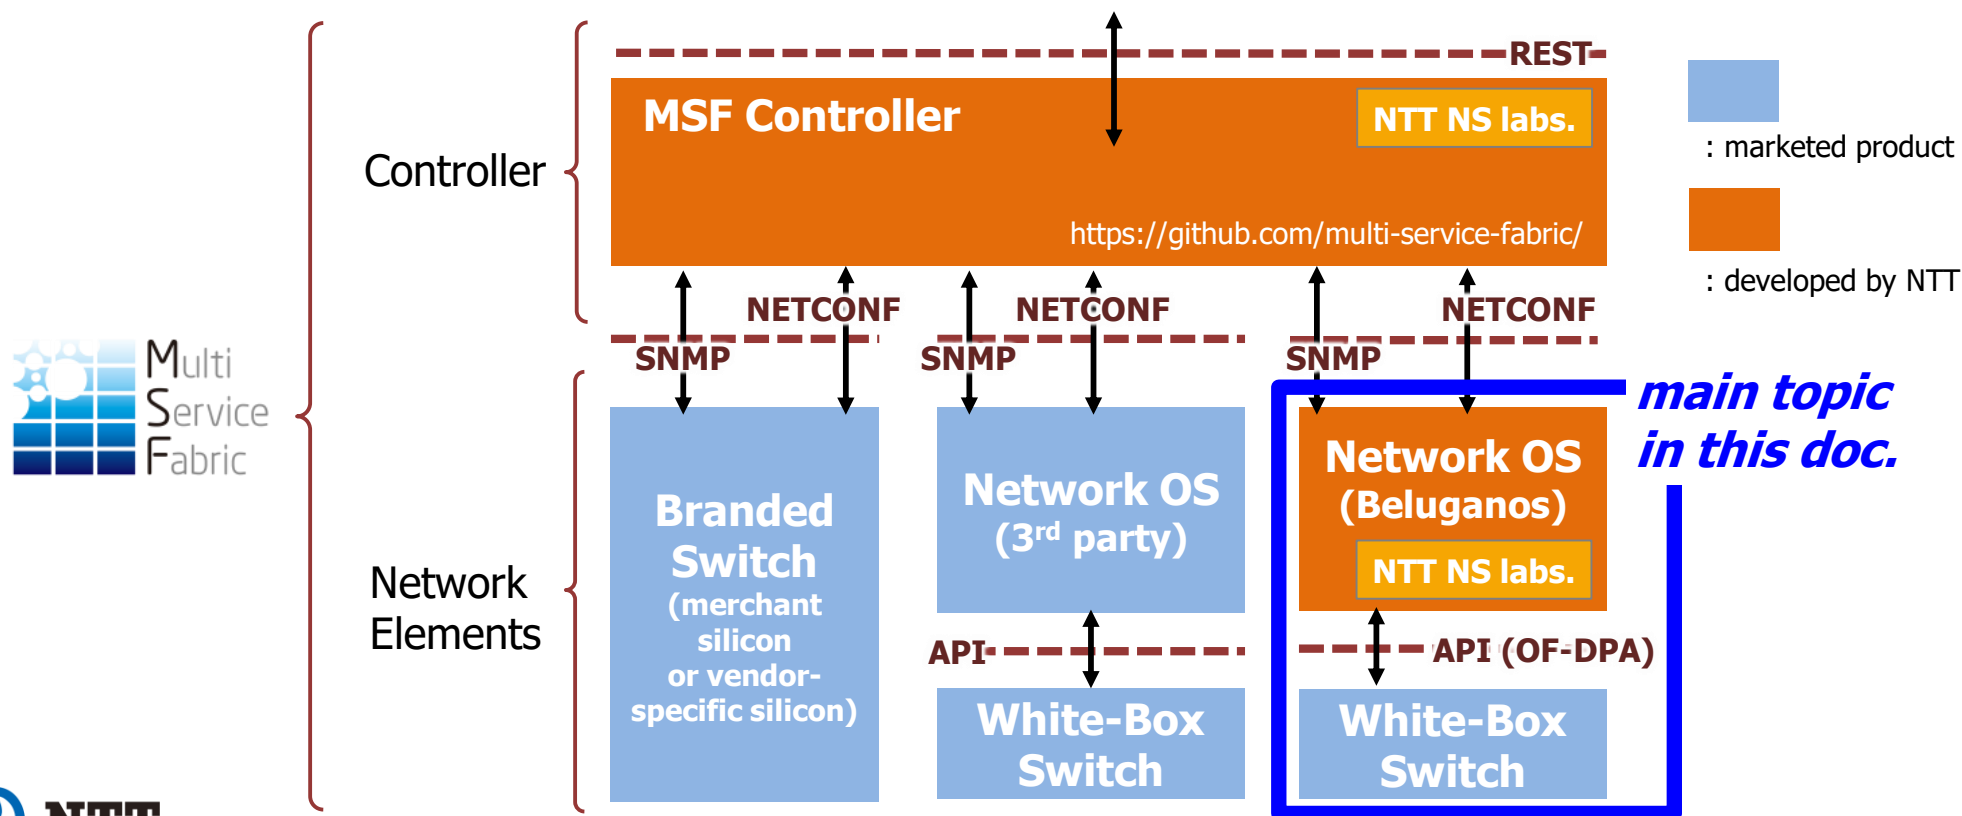 REST
MSF Controller
NTT NS labs.
https://github.com/multi-service-fabric/
: marketed product
: developed by NTT
Controller
NETCONF
NETCONF
NETCONF
SNMP
SNMP
SNMP
Multi
Service
Fabric
main topic
in this doc.
Network
Elements
Branded
Switch
(merchant
silicon
or vendor-
specific silicon)
Network OS
(3rd party)
API
White-Box
Switch
Network OS
(Beluganos)
NTT NS labs.
API (OF-DPA)
White-Box
Switch
NTT